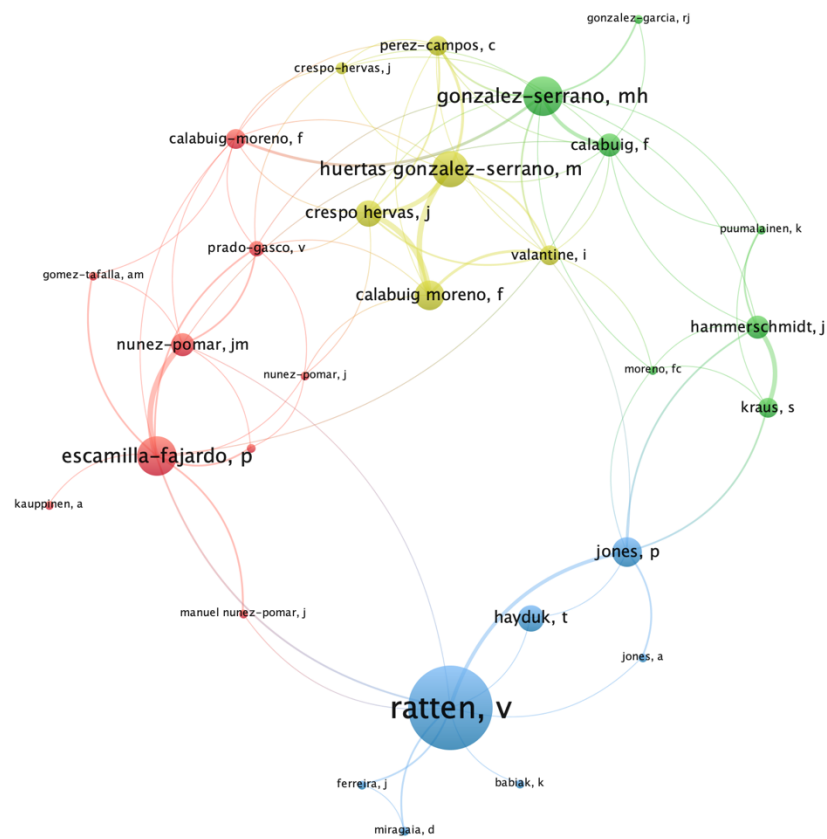 gonzalez-garcia, rj
perez-campos, c
crespo-hervas, j
gonzalez-serrano, mh
calabuig-moreno, f
calabuig, f
huertas gonzalez-serrano, m
crespo hervas, j
puumalainen, k
prado-gasco, v
valantine, i
gomez-tafalla, am
calabuig moreno, f
hammerschmidt, j
nunez-pomar, jm
moreno, fc
nunez-pomar, j
kraus, s
escamilla-fajardo, p
kauppinen, a
jones, p
manuel nunez-pomar, j
hayduk, t
jones, a
ratten, v
ferreira, j
babiak, k
miragaia, d